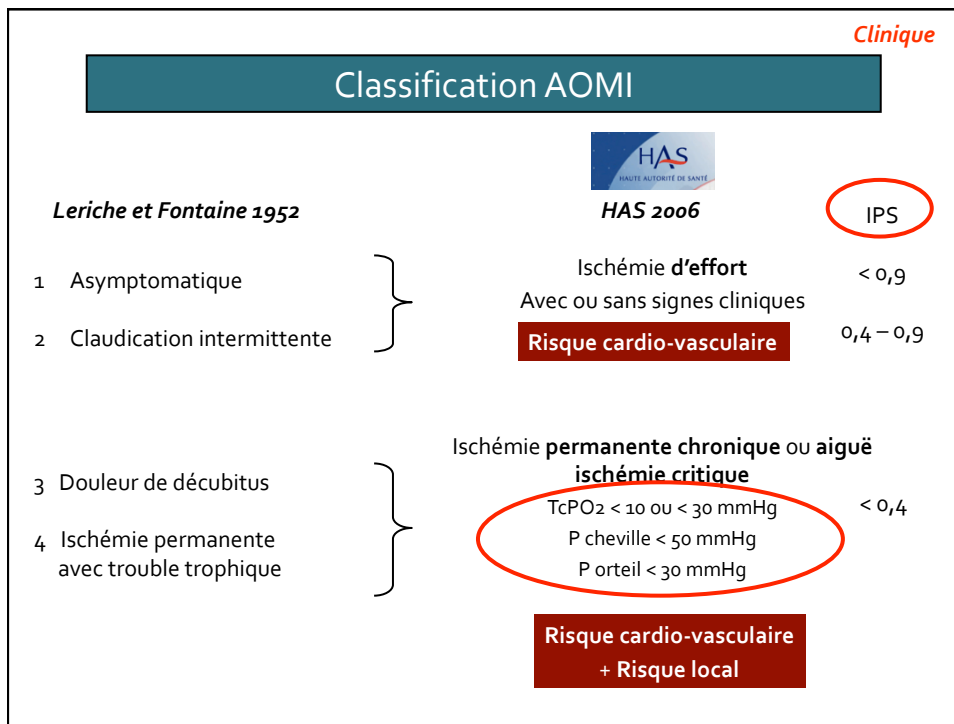 Clinique
Classification AOMI
HAS
HAUTE AUTORITÉ DE SANTÉ
Leriche et Fontaine 1952
HAS 2006
IPS
1 Asymptomatique
2 Claudication intermittente
Ischémie d'effort
Avec ou sans signes cliniques
Risque cardio-vasculaire
< 0,9
0,4 – 0,9
3 Douleur de décubitus
4 Ischémie permanente
avec trouble trophique
Ischémie permanente chronique ou aiguë
ischémie critique
TcPO2 < 10 ou < 30 mmHg
P cheville < 50 mmHg
P orteil < 30 mmHg
< 0,4
Risque cardio-vasculaire
+ Risque local